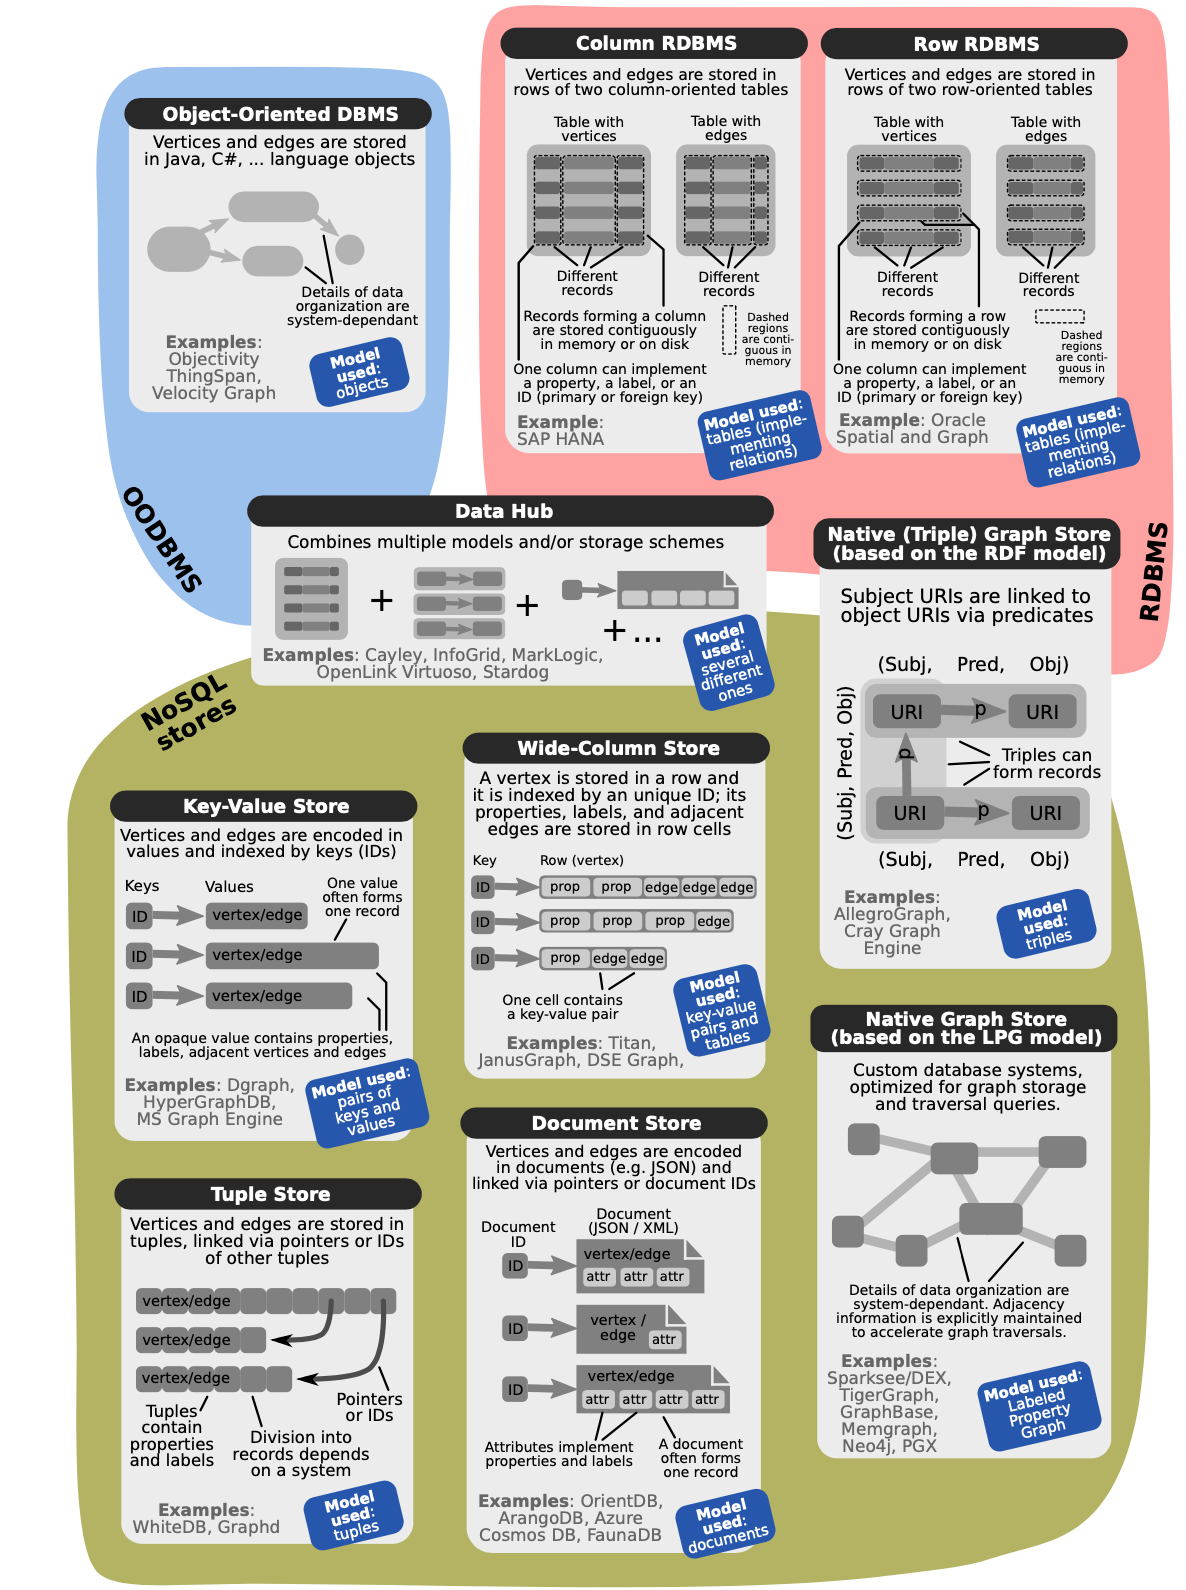 Object-Oriented DBMS
Vertices and edges are stored
in Java, C#, ... language objects
Details of data
organization are
system-dependant
Examples:
Objectivity
ThingSpan,
Velocity Graph
Model
used:
objects
OODBMS
Column RDBMS
Vertices and edges are stored in
rows of two column-oriented tables
Table with
vertices
Table with
edges
Different
records
Different
records
Records forming a column
are stored contiguously
in memory or on disk
Dashed
regions
are conti-
guous in
memory
One column can implement
a property, a label, or an
ID (primary or foreign key)
Example:
SAP HANA
Model used:
tables (imple-
menting
relations)
Row RDBMS
Vertices and edges are stored in
rows of two row-oriented tables
Table with
vertices
Table with
edges
Different
records
Different
records
Records forming a row
are stored contiguously
in memory or on disk
Dashed
regions
are conti-
guous in
memory
One column can implement
a property, a label, or an
ID (primary or foreign key)
Example: Oracle
Spatial and Graph
Model used:
tables (imple-
menting
relations)
RDBMS
Data Hub
Combines multiple models and/or storage schemes
+
+
+ ...
Examples: Cayley, InfoGrid, MarkLogic,
OpenLink Virtuoso, Stardog
Model
used:
several
different
ones
Native (Triple) Graph Store
(based on the RDF model)
Subject URIs are linked to
object URIs via predicates
(Subj, Pred, Obj)
(Subj, Pred, Obj)
URI p URI
p
Triples can
form records
URI p URI
(Subj, Pred, Obj)
Examples:
AllegroGraph,
Cray Graph
Engine
Model
used:
triples
NoSQL
stores
Key-Value Store
Vertices and edges are encoded in
values and indexed by keys (IDs)
Keys Values
One value
often forms
one record
ID vertex/edge
ID vertex/edge
ID vertex/edge
An opaque value contains properties,
labels, adjacent vertices and edges
Examples: Dgraph,
HyperGraphDB,
MS Graph Engine
Model used:
pairs of
keys and
values
Wide-Column Store
A vertex is stored in a row and
it is indexed by an unique ID; its
properties, labels, and adjacent
edges are stored in row cells
Key Row (vertex)
ID prop prop edge edge edge
ID prop prop prop edge
ID prop edge edge
One cell contains
a key-value pair
Examples: Titan,
JanusGraph, DSE Graph,
Model
used:
key-value
pairs and
tables
Native Graph Store
(based on the LPG model)
Custom database systems,
optimized for graph storage
and traversal queries.
Details of data organization are
system-dependant. Adjacency
information is explicitly maintained
to accelerate graph traversals.
Examples:
Sparksee/DEX,
TigerGraph,
GraphBase,
Memgraph,
Neo4j, PGX
Model used:
Labeled
Property
Graph
Tuple Store
Vertices and edges are stored in
tuples, linked via pointers or IDs
of other tuples
vertex/edge
vertex/edge
vertex/edge
Pointers
or IDs
Tuples
contain
properties
and labels
Division into
records depends
on a system
Examples:
WhiteDB, Graphd
Model
used:
tuples
Document Store
Vertices and edges are encoded
in documents (e.g. JSON) and
linked via pointers or document IDs
Document
ID
Document
(JSON / XML)
ID vertex/edge
attr attr attr
ID vertex /
edge attr
ID vertex/edge
attr attr attr attr
Attributes implement
properties and labels
A document
often forms
one record
Examples: OrientDB,
ArangoDB, Azure
Cosmos DB, FaunaDB
Model
used:
documents